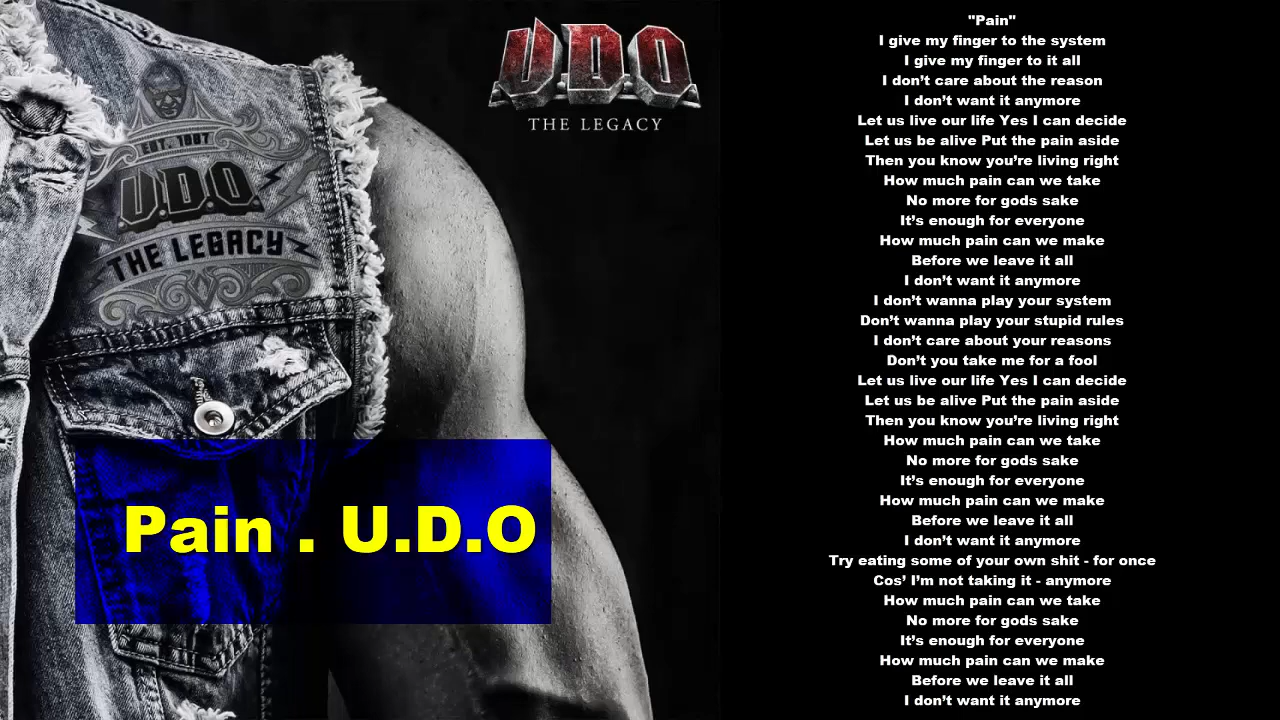 U.D.O.
THE LEGACY
EST. 1987
U.D.O.
THE LEGACY
Pain . U.D.O
"Pain"
I give my finger to the system
I give my finger to it all
I don’t care about the reason
I don’t want it anymore
Let us live our life Yes I can decide
Let us be alive Put the pain aside
Then you know you’re living right
How much pain can we take
No more for gods sake
It’s enough for everyone
How much pain can we make
Before we leave it all
I don’t want it anymore
I don’t wanna play your system
Don’t wanna play your stupid rules
I don’t care about your reasons
Don’t you take me for a fool
Let us live our life Yes I can decide
Let us be alive Put the pain aside
Then you know you’re living right
How much pain can we take
No more for gods sake
It’s enough for everyone
How much pain can we make
Before we leave it all
I don’t want it anymore
Try eating some of your own shit - for once
Cos’ I’m not taking it - anymore
How much pain can we take
No more for gods sake
It’s enough for everyone
How much pain can we make
Before we leave it all
I don’t want it anymore